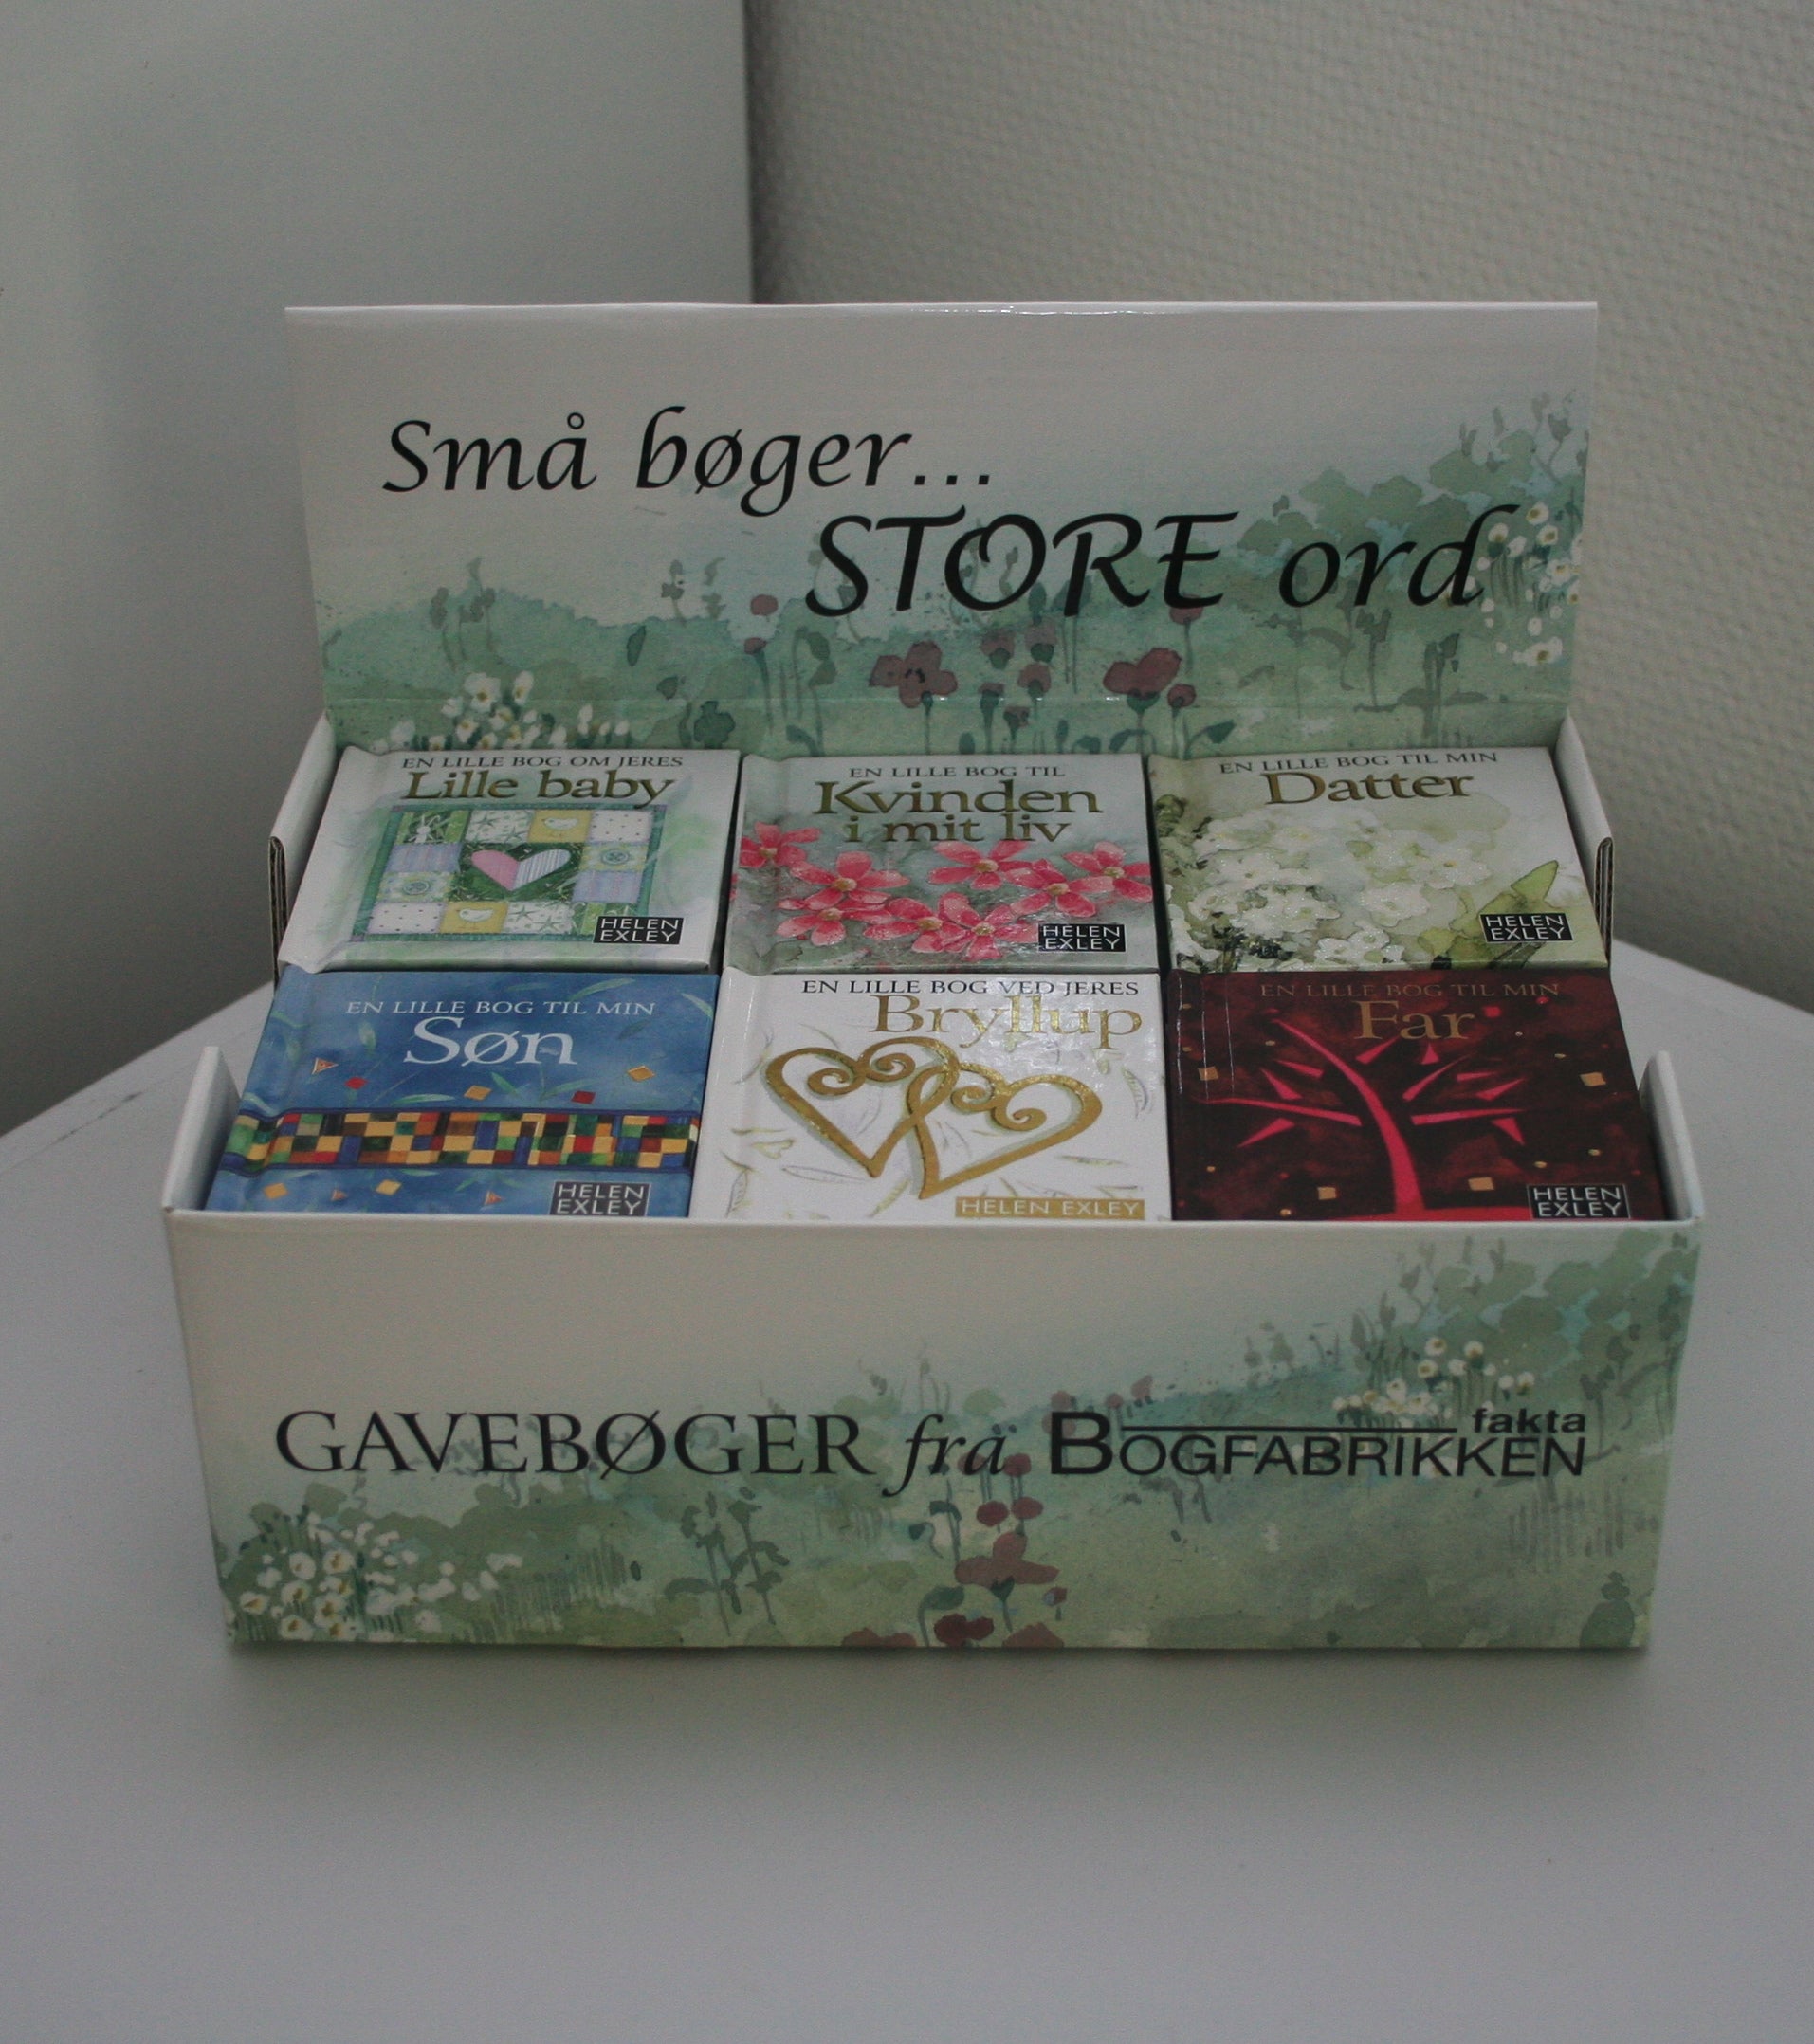 Små bøger...
STORE ord
EN LILLE BOG OM JERES
Lille baby
HELEN
EXLEY
EN LILLE BOG TIL
Kvinden
i mit liv
HELEN
EXLEY
EN LILLE BOG TIL MIN
Datter
HELEN
EXLEY
EN LILLE BOG TIL MIN
Søn
HELEN
EXLEY
EN LILLE BOG VED JERES
Bryllup
HELEN EXLEY
EN LILLE BOG TIL MIN
Far
HELEN
EXLEY
GAVEBØGER fra BOGFABRIKKEN fakta